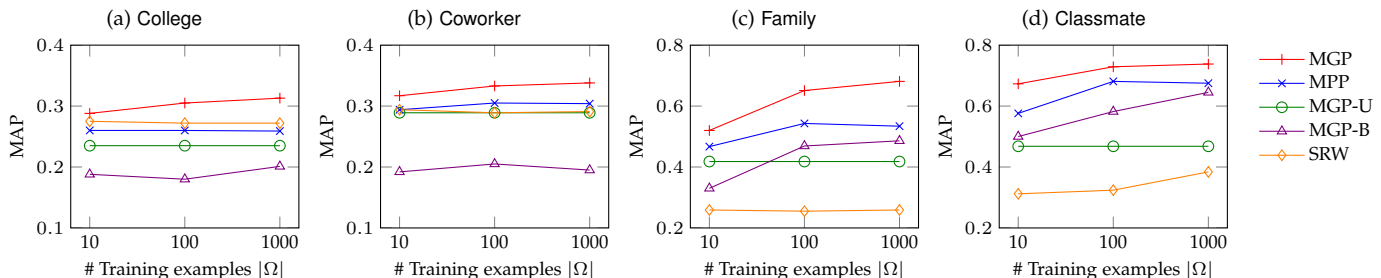 (a) College
(b) Coworker
(c) Family
(d) Classmate
0.4
0.3
0.2
0.1
MAP
10
100
1000
# Training examples |Ω|
0.4
0.3
0.2
0.1
MAP
10
100
1000
# Training examples |Ω|
0.8
0.6
0.4
0.2
MAP
10
100
1000
# Training examples |Ω|
0.8
0.6
0.4
0.2
MAP
10
100
1000
# Training examples |Ω|
MGP
MPP
MGP-U
MGP-B
SRW